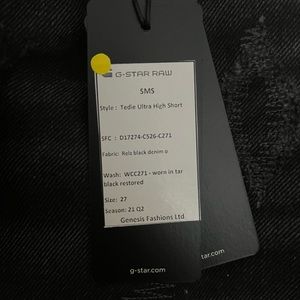 G-STAR RAW
SMS
Style : Tedie Ultra High Short
SFC : D17274-C526-C271
Fabric: Relz black denim o
Wash: WCC271 - worn in tar
black restored
Size: 27
Season: 21 Q2
Genesis Fashions Ltd
g-star.com
g-star.com